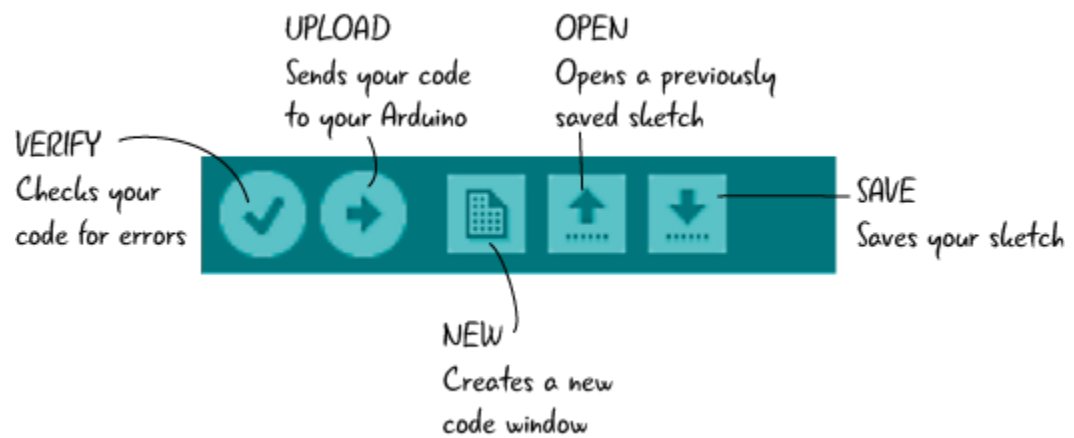 UPLOAD
Sends your code
to your Arduino
OPEN
Opens a previously
saved sketch
VERIFY
Checks your
code for errors
SAVE
Saves your sketch
NEW
Creates a new
code window